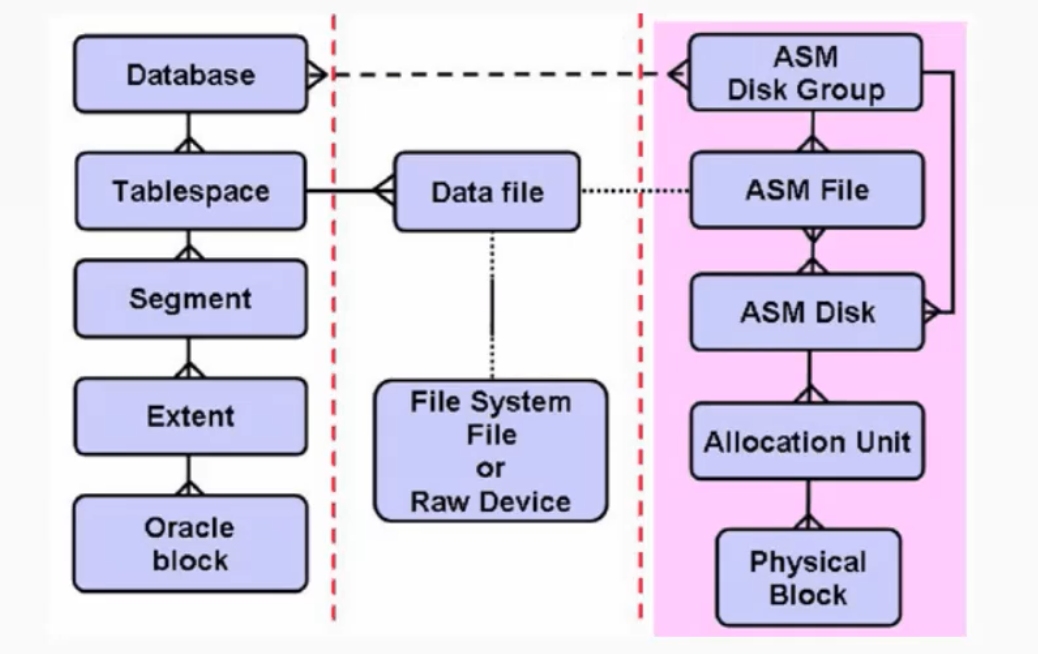 Database
Tablespace
Segment
Extent
Oracle
block
Data file
File System
File
or
Raw Device
ASM
Disk Group
ASM File
ASM Disk
Allocation Unit
Physical
Block